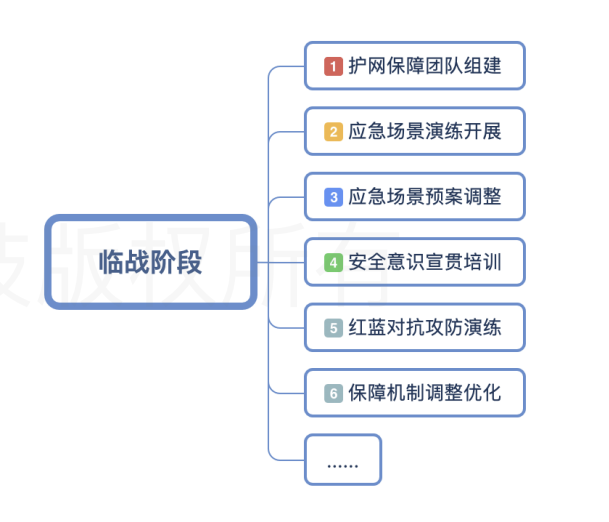 临战阶段
1 护网保障团队组建
2 应急场景演练开展
3 应急场景预案调整
4 安全意识宣贯培训
5 红蓝对抗攻防演练
6 保障机制调整优化
......
技版权所有